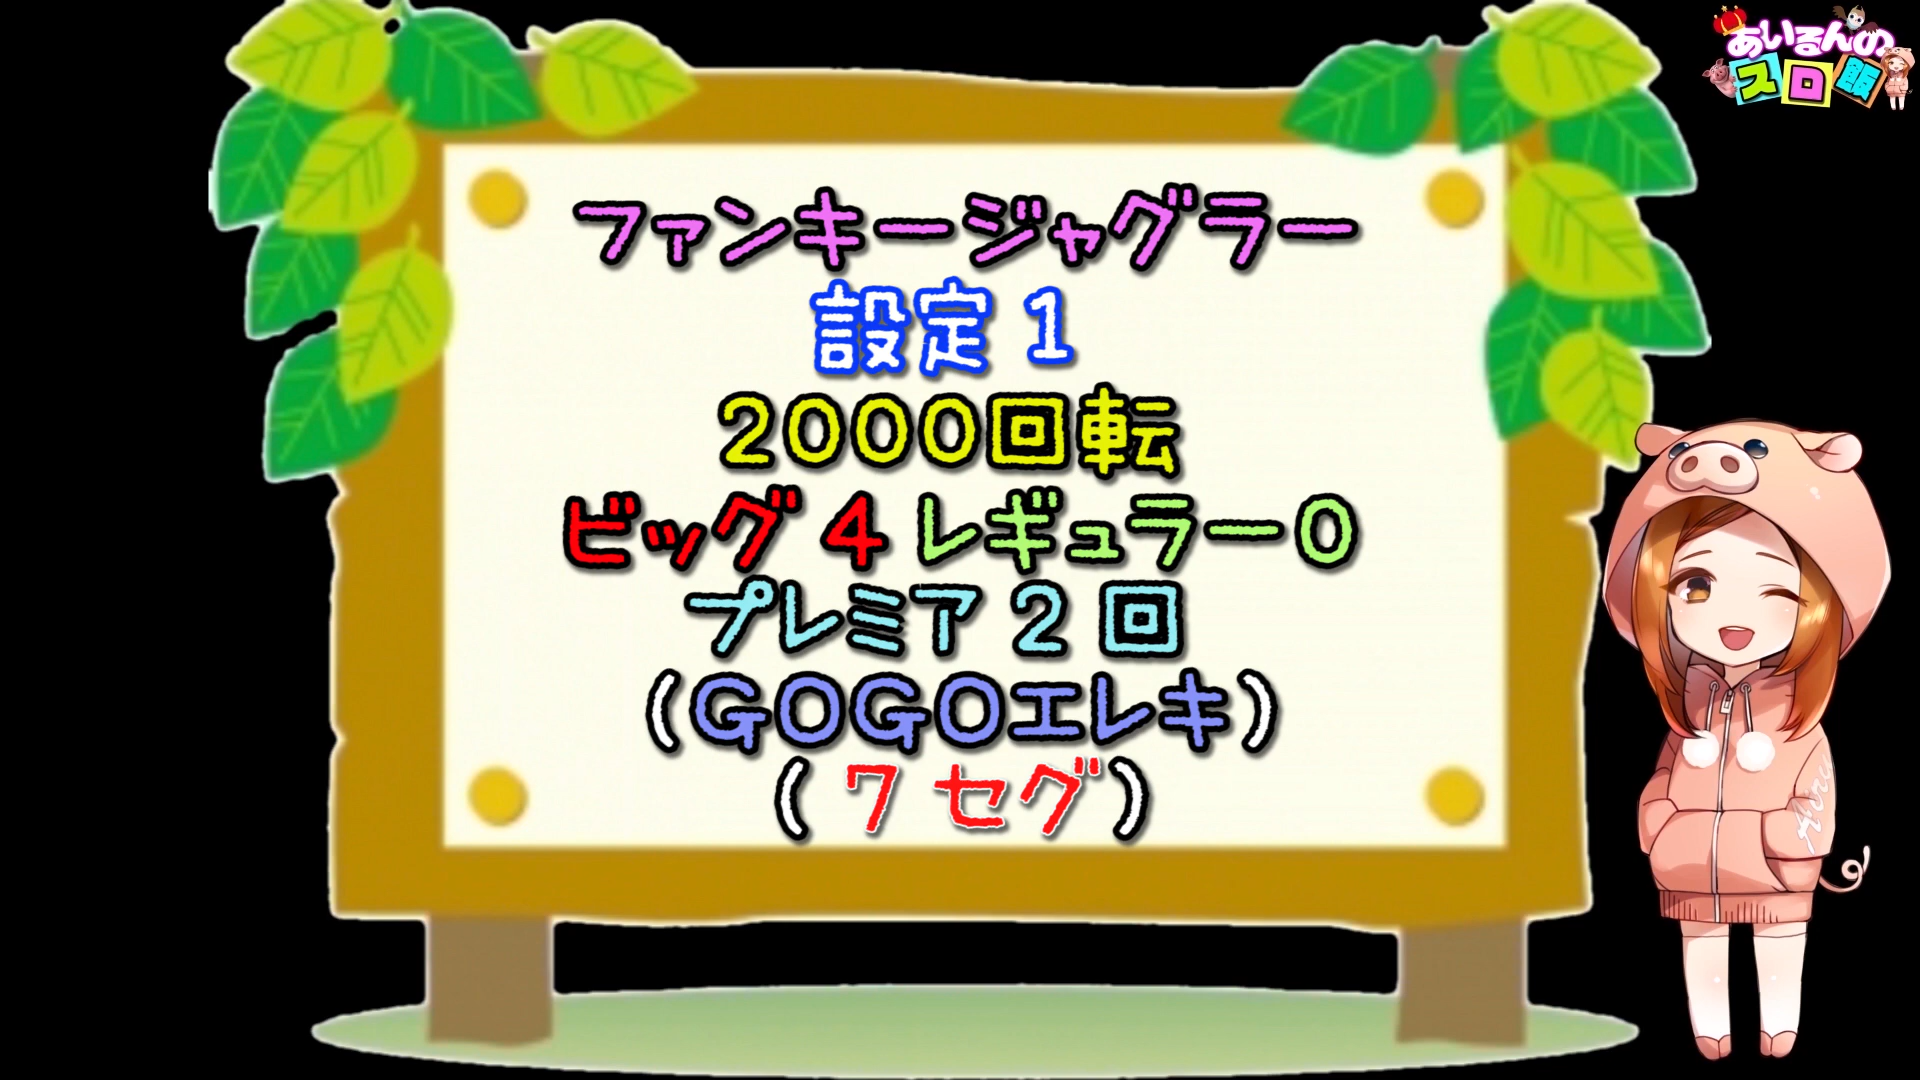 あいるんの
スロ飯
ファンキージャグラー
設定 1
2000回転
ビッグ 4 レギュラー0
プレミア 2 回
(GOGOエレキ)
( 7 セグ)